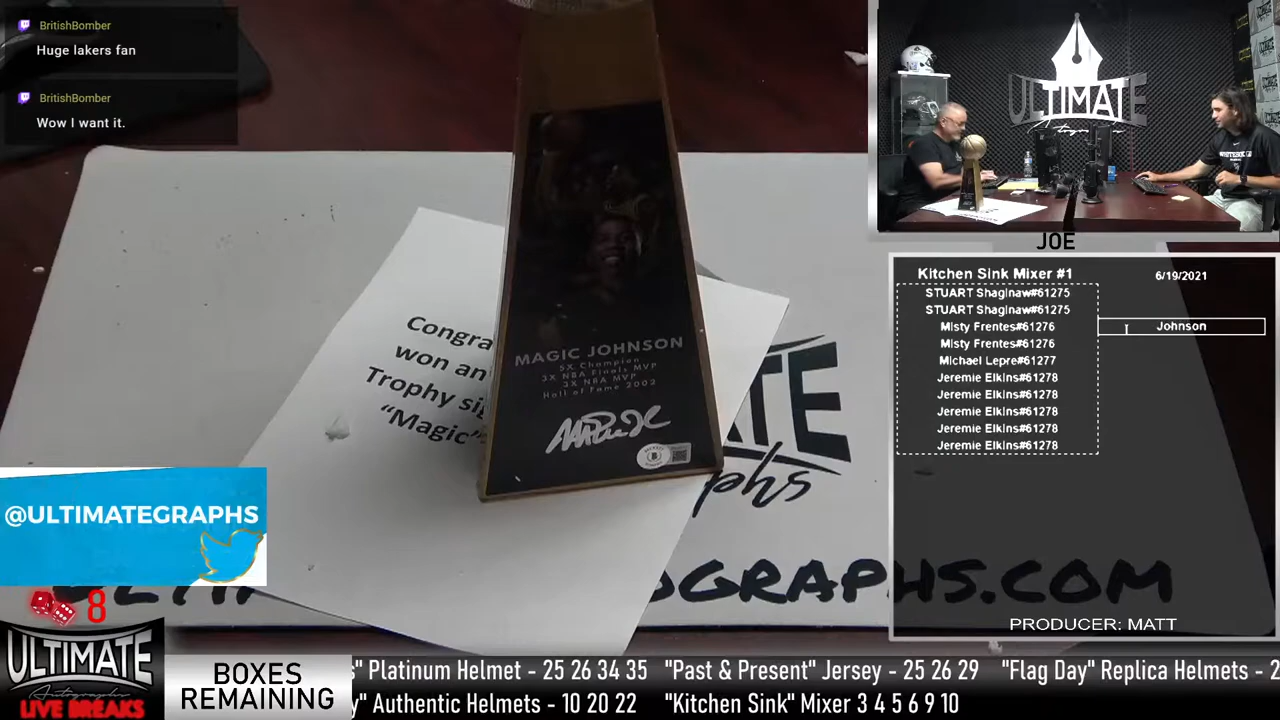 BritishBomber
Huge lakers fan
BritishBomber
Wow I want it.
Congra
won an
Trophy si
"Magic"
MAGIC JOHNSON
5X Champion
3X NBA Finals MVP
3X NBA MVP
Hall of Fame 2002
ULTIMATE
JOE
Kitchen Sink Mixer #1
6/19/2021
STUART Shaginaw#61275
STUART Shaginaw#61275
Misty Frentes#61276
Johnson
Misty Frentes#61276
Michael Lepre#61277
Jeremie Elkins#61278
Jeremie Elkins#61278
Jeremie Elkins#61278
Jeremie Elkins#61278
Jeremie Elkins#61278
PRODUCER: MATT
@ULTIMATEGRAPHS
OGRAPHS.COM
8
ULTIMATE
Autographs
LIVE BREAKS
BOXES
REMAINING
s" Platinum Helmet - 25 26 34 35 "Past & Present" Jersey - 25 26 29 "Flag Day" Replica Helmets - 2
y" Authentic Helmets - 10 20 22 "Kitchen Sink" Mixer 3 4 5 6 9 10